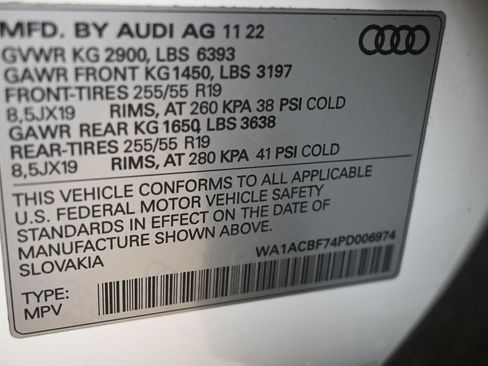 MFD. BY AUDI AG 11 22
GVWR KG 2900, LBS 6393
GAWR FRONT KG1450, LBS 3197
FRONT-TIRES 255/55 R19
8,5JX19 RIMS, AT 260 KPA 38 PSI COLD
GAWR REAR KG 1650, LBS 3638
REAR-TIRES 255/55 R19
8,5JX19 RIMS, AT 280 KPA 41 PSI COLD
THIS VEHICLE CONFORMS TO ALL APPLICABLE
U.S. FEDERAL MOTOR VEHICLE SAFETY
STANDARDS IN EFFECT ON THE DATE OF
MANUFACTURE SHOWN ABOVE.
SLOVAKIA WA1ACBF74PD006974
TYPE:
MPV